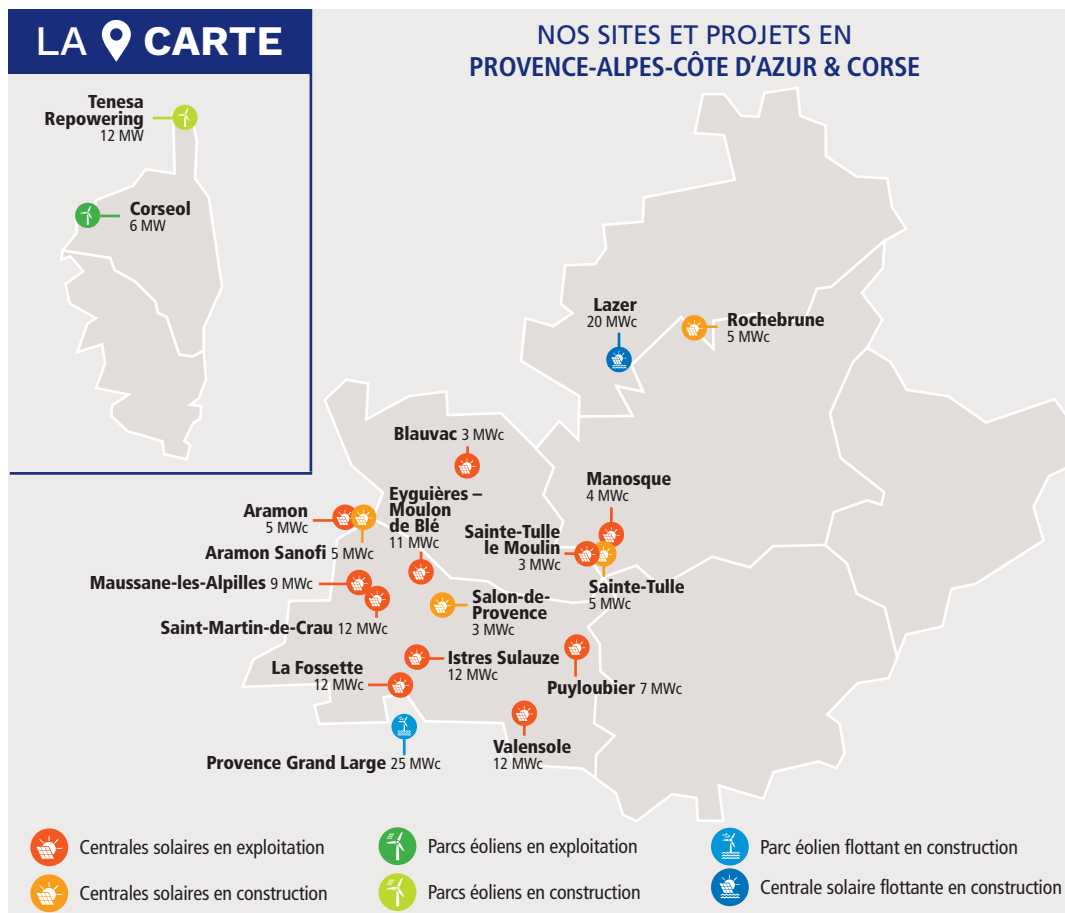 LA CARTE
NOS SITES ET PROJETS EN
PROVENCE-ALPES-CÔTE D'AZUR & CORSE
Tenesa
Repowering
12 MW
Corseol
6 MW
Lazer
20 MWc
Rochebrune
5 MWc
Blauvac 3 MWc
Manosque
4 MWc
Eyguières –
Moulon
de Blé
11 MWc
Aramon
5 MWc
Aramon Sanofi 5 MWc
Sainte-Tulle
le Moulin
3 MWc
Sainte-Tulle
5 MWc
Maussane-les-Alpilles 9 MWc
Salon-de-
Provence
3 MWc
Saint-Martin-de-Crau 12 MWc
Istres Sulauze
12 MWc
La Fossette
12 MWc
Puyloubier 7 MWc
Valensole
12 MWc
Provence Grand Large 25 MWc
Centrales solaires en exploitation
Centrales solaires en construction
Parcs éoliens en exploitation
Parcs éoliens en construction
Parc éolien flottant en construction
Centrale solaire flottante en construction